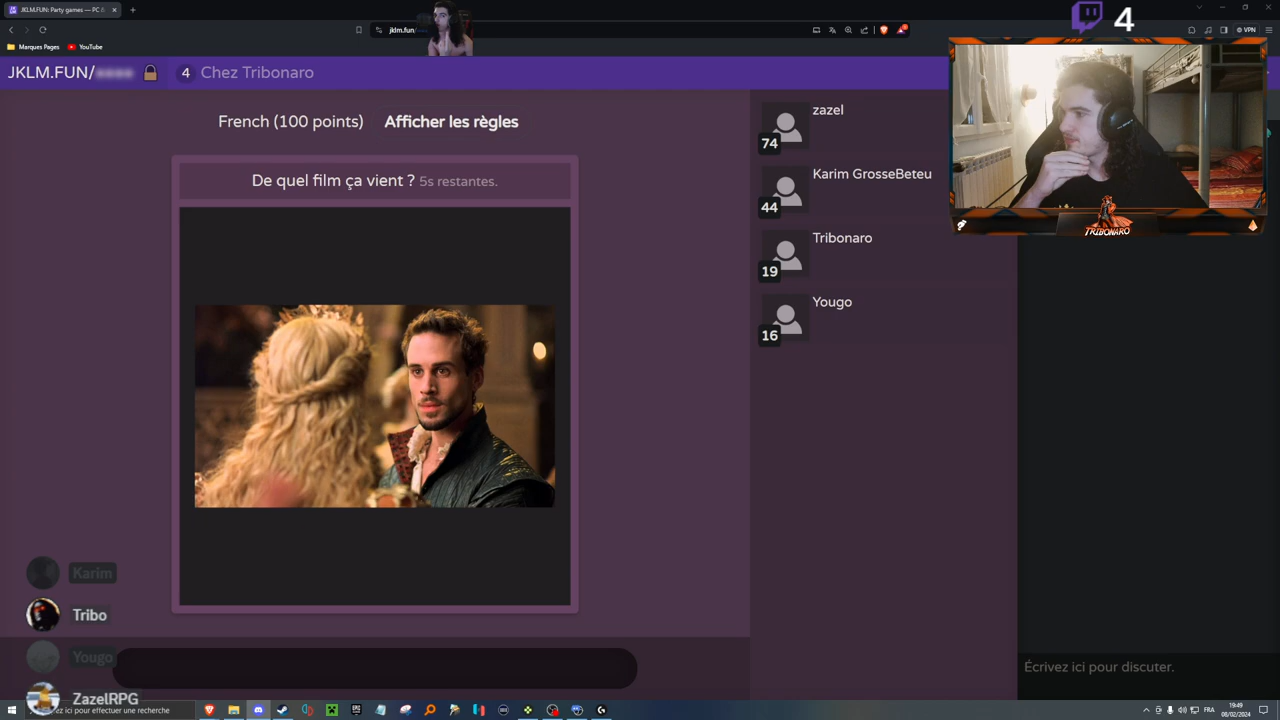 JKLM.FUN: Party games — PC &
4
jklm.fun/
VPN
Marques Pages
YouTube
JKLM.FUN/
4 Chez Tribonaro
French (100 points) Afficher les règles
De quel film ça vient ? 5s restantes.
zazel
74
Karim GrosseBeteu
44
Tribonaro
19
Yougo
16
TRIBONARO
Karim
Tribo
Yougo
ZazelRPG
Écrivez ici pour discuter.
ez ici pour effectuer une recherche
FRA
19:49
06/02/2024